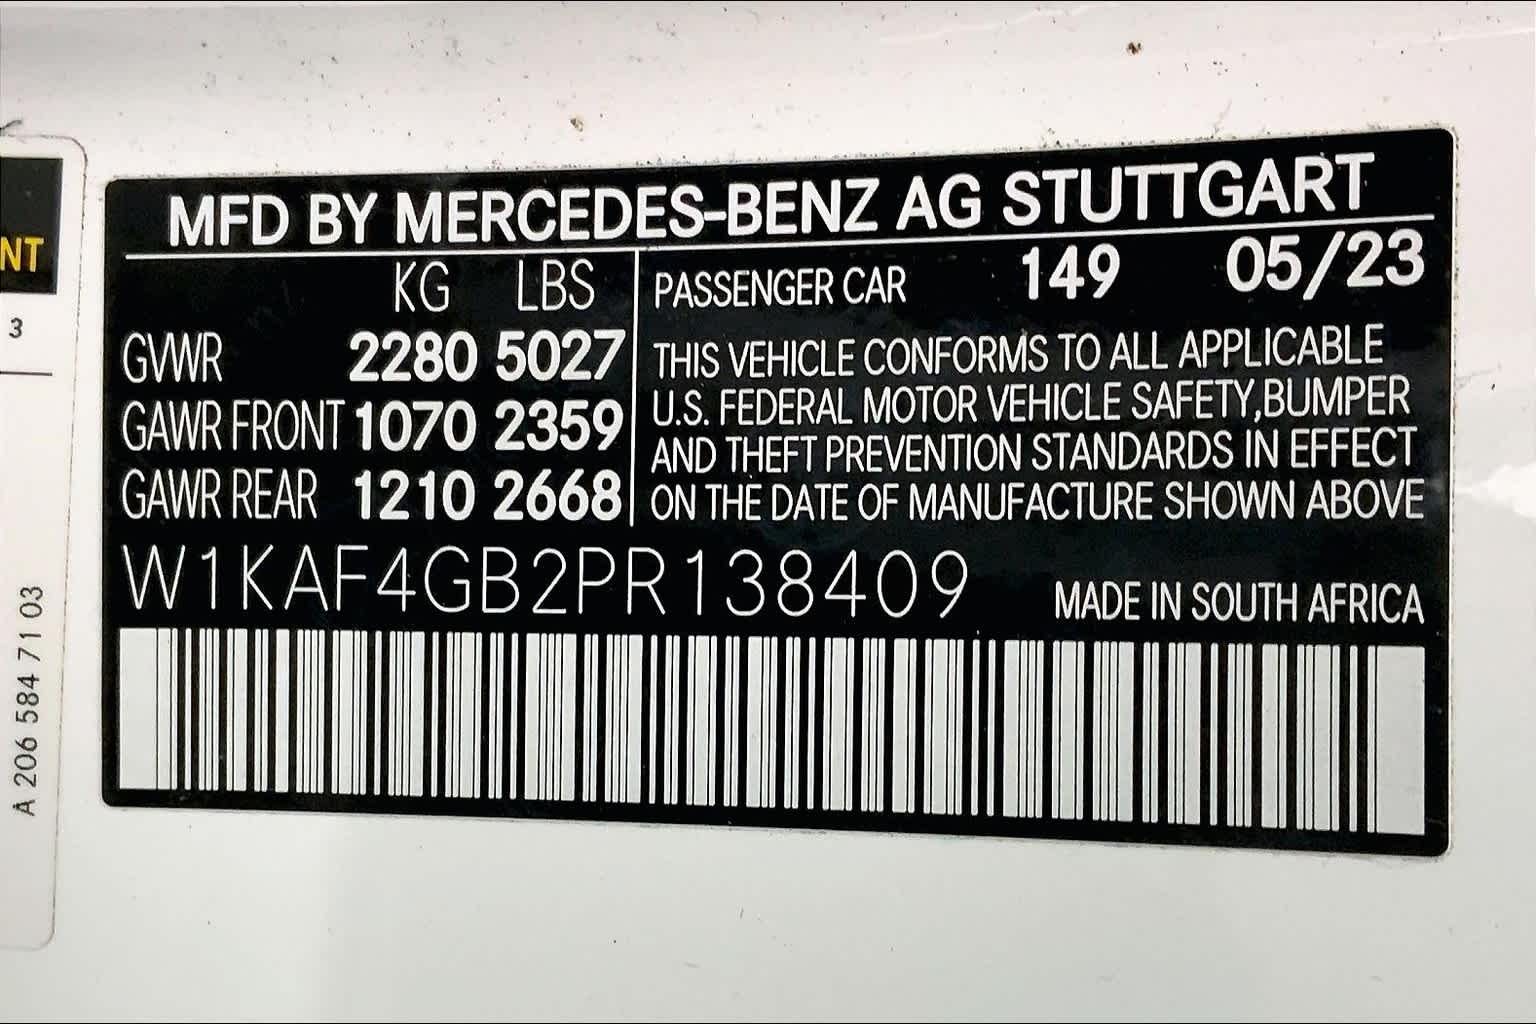 MFD BY MERCEDES-BENZ AG STUTTGART
KG LBS
GVWR 2280 5027
GAWR FRONT 1070 2359
GAWR REAR 1210 2668
PASSENGER CAR 149 05/23
THIS VEHICLE CONFORMS TO ALL APPLICABLE
U.S. FEDERAL MOTOR VEHICLE SAFETY,BUMPER
AND THEFT PREVENTION STANDARDS IN EFFECT
ON THE DATE OF MANUFACTURE SHOWN ABOVE
W1KAF4GB2PR138409
MADE IN SOUTH AFRICA
NT
3
A 206 584 71 03